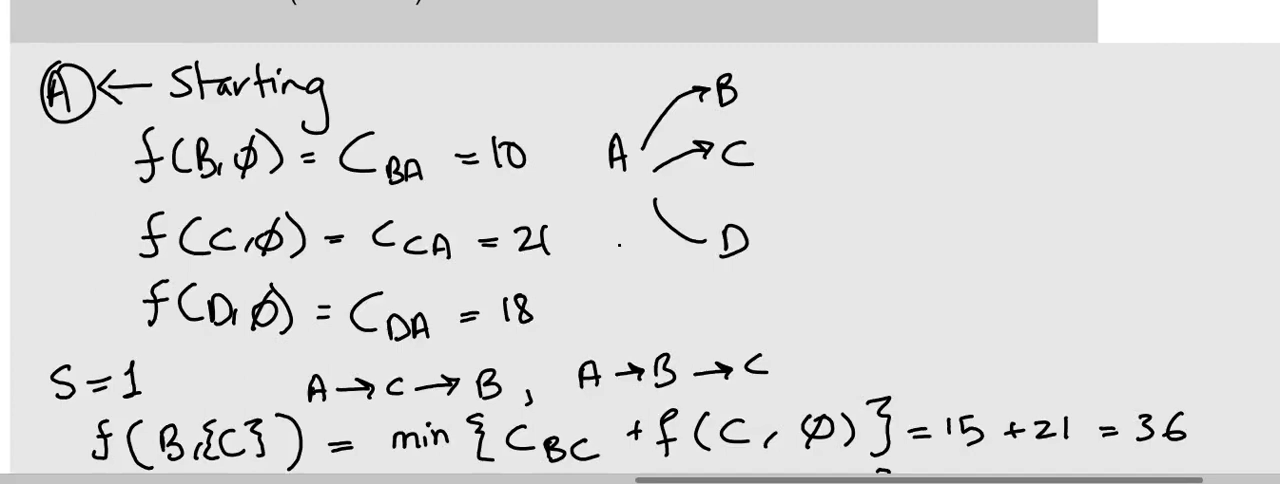 A ← Starting
B
f(B,φ) = C_BA = 10
A → C
f(C,φ) = C_CA = 21
D
f(D,φ) = C_DA = 18
S=1 A→C→B, A→B→C
f(B,{C}) = min {C_BC + f(C,φ)} = 15+21 = 36